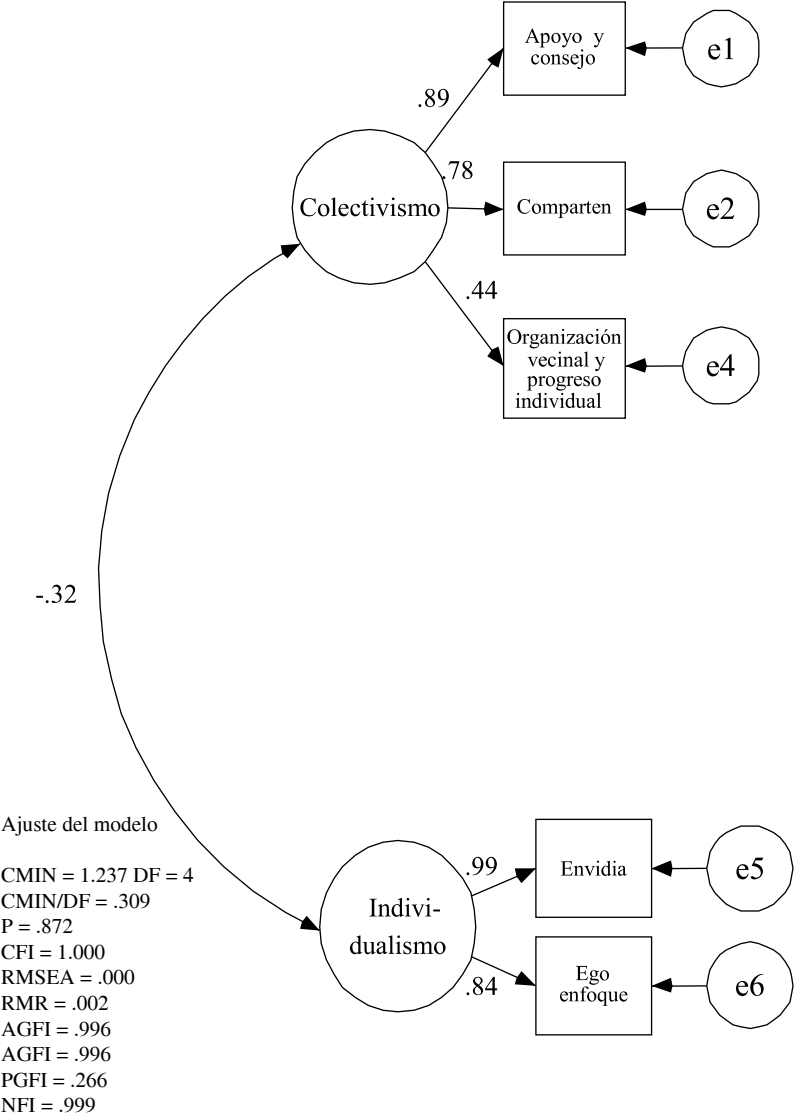 Apoyo y
consejo
e1
.89
.78
Colectivismo
Comparten
e2
.44
Organización
vecinal y
progreso
individual
e4
-.32
Ajuste del modelo
CMIN = 1.237 DF = 4
CMIN/DF = .309
P = .872
CFI = 1.000
RMSEA = .000
RMR = .002
AGFI = .996
AGFI = .996
PGFI = .266
NFI = .999
Indivi-
dualismo
.99
Envidia
e5
.84
Ego
enfoque
e6